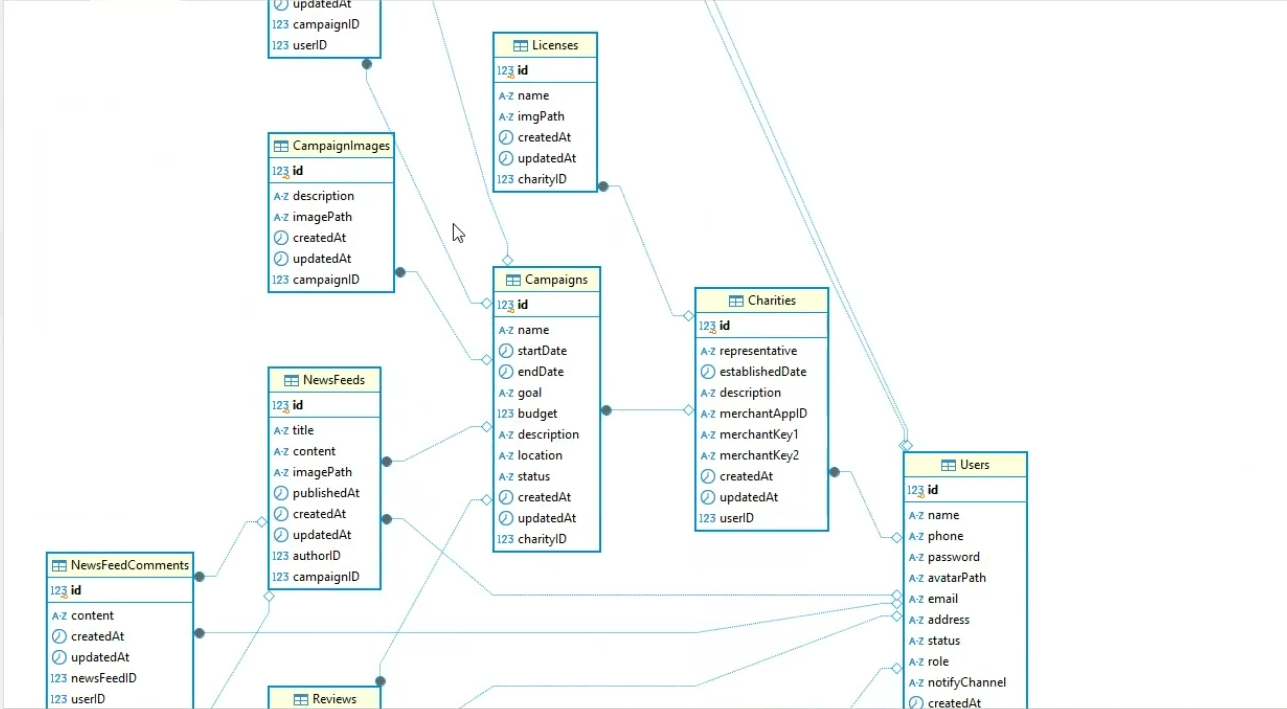 updatedAt
123 campaignID
123 userID
Licenses
123 id
A-Z name
A-Z imgPath
createdAt
updatedAt
123 charityID
CampaignImages
123 id
A-Z description
A-Z imagePath
createdAt
updatedAt
123 campaignID
Campaigns
123 id
A-Z name
startDate
endDate
A-Z goal
123 budget
A-Z description
A-Z location
A-Z status
createdAt
updatedAt
123 charityID
Charities
123 id
A-Z representative
establishedDate
A-Z description
A-Z merchantAppID
A-Z merchantKey1
A-Z merchantKey2
createdAt
updatedAt
123 userID
NewsFeeds
123 id
A-Z title
A-Z content
A-Z imagePath
publishedAt
createdAt
updatedAt
123 authorID
123 campaignID
Users
123 id
A-Z name
A-Z phone
A-Z password
A-Z avatarPath
A-Z email
A-Z address
A-Z status
A-Z role
A-Z notifyChannel
createdAt
NewsFeedComments
123 id
A-Z content
createdAt
updatedAt
123 newsFeedID
123 userID
Reviews